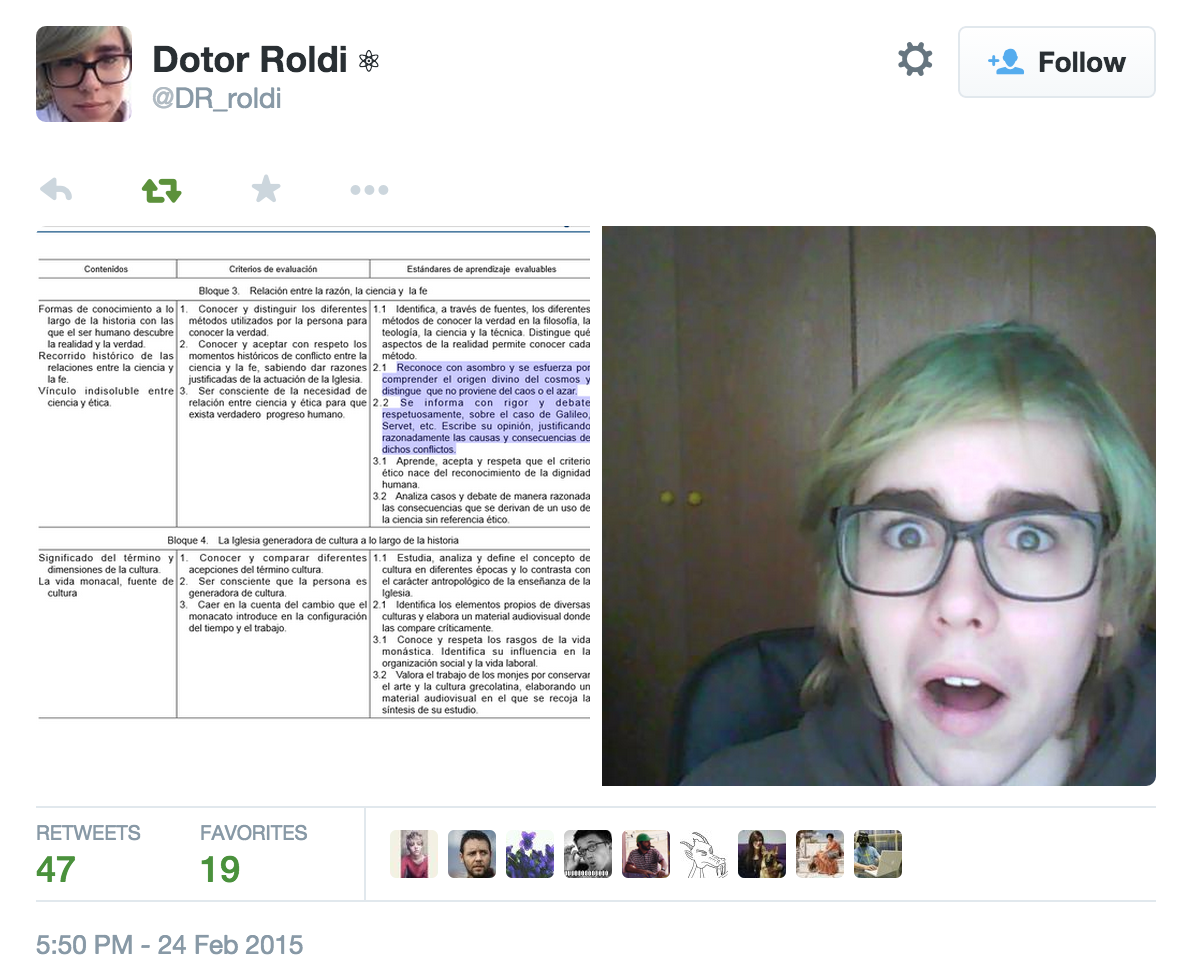 Dotor Roldi ⚛
@DR_roldi
Follow
Contenidos
Criterios de evaluación
Estándares de aprendizaje evaluables
Bloque 3. Relación entre la razón, la ciencia y la fe
Formas de conocimiento a lo
largo de la historia con las
que el ser humano descubre
la realidad y la verdad.
Recorrido histórico de las
relaciones entre la ciencia y
la fe.
Vínculo indisoluble entre
ciencia y ética.
1. Conocer y distinguir los diferentes
métodos utilizados por la persona para
conocer la verdad.
2. Conocer y aceptar con respeto los
momentos históricos de conflicto entre la
ciencia y la fe, sabiendo dar razones
justificadas de la actuación de la Iglesia.
3. Ser consciente de la necesidad de
relación entre ciencia y ética para que
exista verdadero progreso humano.
1.1 Identifica, a través de fuentes, los diferentes
métodos de conocer la verdad en la filosofía, la
teología, la ciencia y la técnica. Distingue qué
aspectos de la realidad permite conocer cada
método.
2.1 Reconoce con asombro y se esfuerza por
comprender el origen divino del cosmos y
distingue que no proviene del caos o el azar.
2.2 Se informa con rigor y debate
respetuosamente, sobre el caso de Galileo,
Servet, etc. Escribe su opinión, justificando
razonadamente las causas y consecuencias de
dichos conflictos.
3.1 Aprende, acepta y respeta que el criterio
ético nace del reconocimiento de la dignidad
humana.
3.2 Analiza casos y debate de manera razonada
las consecuencias que se derivan de un uso de
la ciencia sin referencia ético.
Bloque 4. La Iglesia generadora de cultura a lo largo de la historia
Significado del término y
dimensiones de la cultura.
La vida monacal, fuente de
cultura
1. Conocer y comparar diferentes
acepciones del término cultura.
2. Ser consciente que la persona es
generadora de cultura.
3. Caer en la cuenta del cambio que el
monacato introduce en la configuración
del tiempo y el trabajo.
1.1 Estudia, analiza y define el concepto de
cultura en diferentes épocas y lo contrasta con
el carácter antropológico de la enseñanza de la
Iglesia.
2.1 Identifica los elementos propios de diversas
culturas y elabora un material audiovisual donde
las compare críticamente.
3.1 Conoce y respeta los rasgos de la vida
monástica. Identifica su influencia en la
organización social y la vida laboral.
3.2 Valora el trabajo de los monjes por conservar
el arte y la cultura grecolatina, elaborando un
material audiovisual en el que se recoja la
síntesis de su estudio.
RETWEETS
47
FAVORITES
19
5:50 PM - 24 Feb 2015